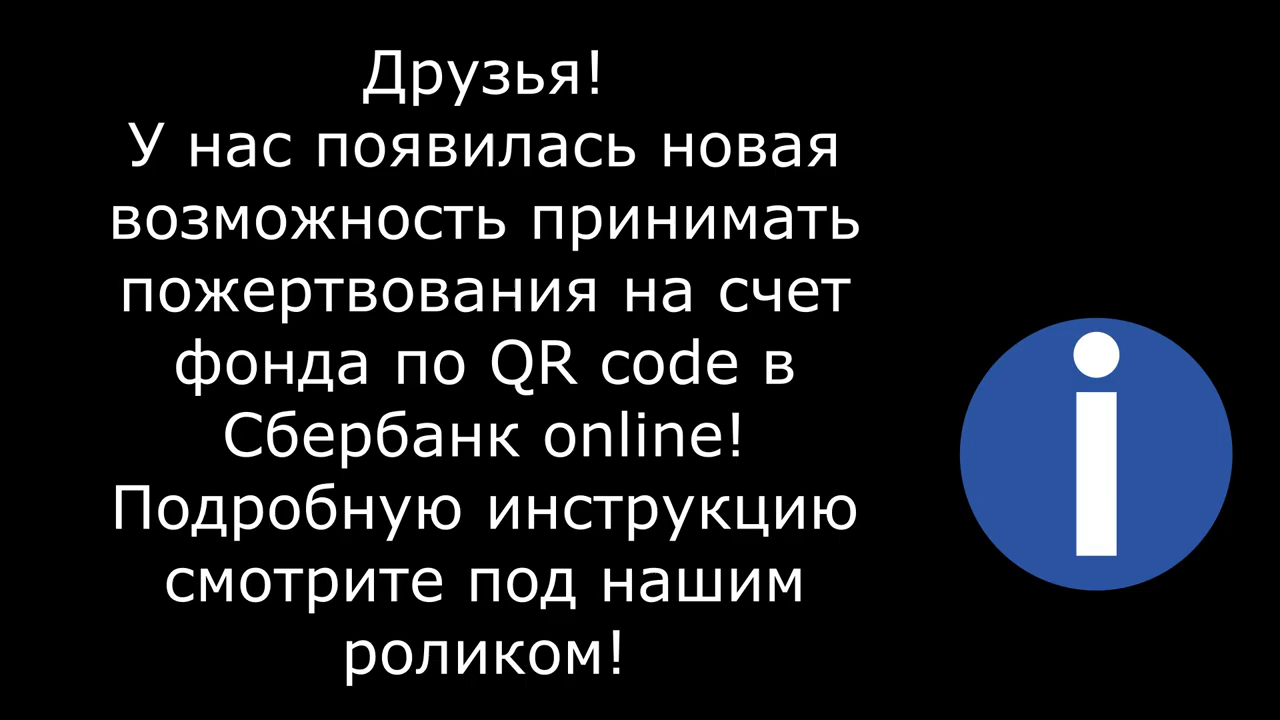 Друзья!
У нас появилась новая
возможность принимать
пожертвования на счет
фонда по QR code в
Сбербанк online!
Подробную инструкцию
смотрите под нашим
роликом!